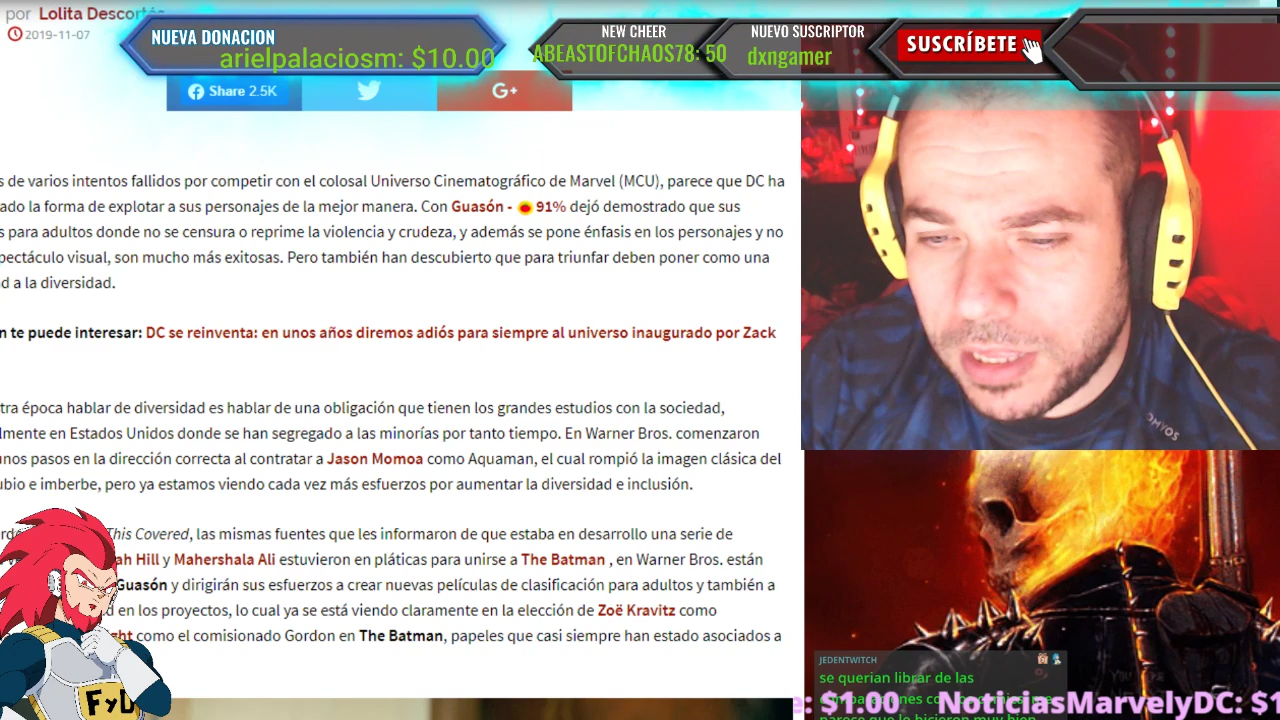 por Lolita Descortés
2019-11-07
NUEVA DONACION
arielpalaciosm: $10.00
NEW CHEER
ABEASTOFCHAOS78: 50
NUEVO SUSCRIPTOR
dxngamer
SUSCRÍBETE
Share 2.5K
G+
s de varios intentos fallidos por competir con el colosal Universo Cinematográfico de Marvel (MCU), parece que DC ha
ado la forma de explotar a sus personajes de la mejor manera. Con Guasón - 91% dejó demostrado que sus
s para adultos donde no se censura o reprime la violencia y crudeza, y además se pone énfasis en los personajes y no
pectáculo visual, son mucho más exitosas. Pero también han descubierto que para triunfar deben poner como una
d a la diversidad.
n te puede interesar: DC se reinventa: en unos años diremos adiós para siempre al universo inaugurado por Zack
tra época hablar de diversidad es hablar de una obligación que tienen los grandes estudios con la sociedad,
lmente en Estados Unidos donde se han segregado a las minorías por tanto tiempo. En Warner Bros. comenzaron
unos pasos en la dirección correcta al contratar a Jason Momoa como Aquaman, el cual rompió la imagen clásica del
ubio e imberbe, pero ya estamos viendo cada vez más esfuerzos por aumentar la diversidad e inclusión.
This Covered, las mismas fuentes que les informaron de que estaba en desarrollo una serie de
ah Hill y Mahershala Ali estuvieron en pláticas para unirse a The Batman , en Warner Bros. están
Guasón y dirigirán sus esfuerzos a crear nuevas películas de clasificación para adultos y también a
d en los proyectos, lo cual ya se está viendo claramente en la elección de Zoë Kravitz como
ght como el comisionado Gordon en The Batman, papeles que casi siempre han estado asociados a
FyD
OMYOS
JEDENTWITCH
se querian librar de las
parece que lo hicieron muy bien
: $1.00 NoticiasMarvelyDC: $1